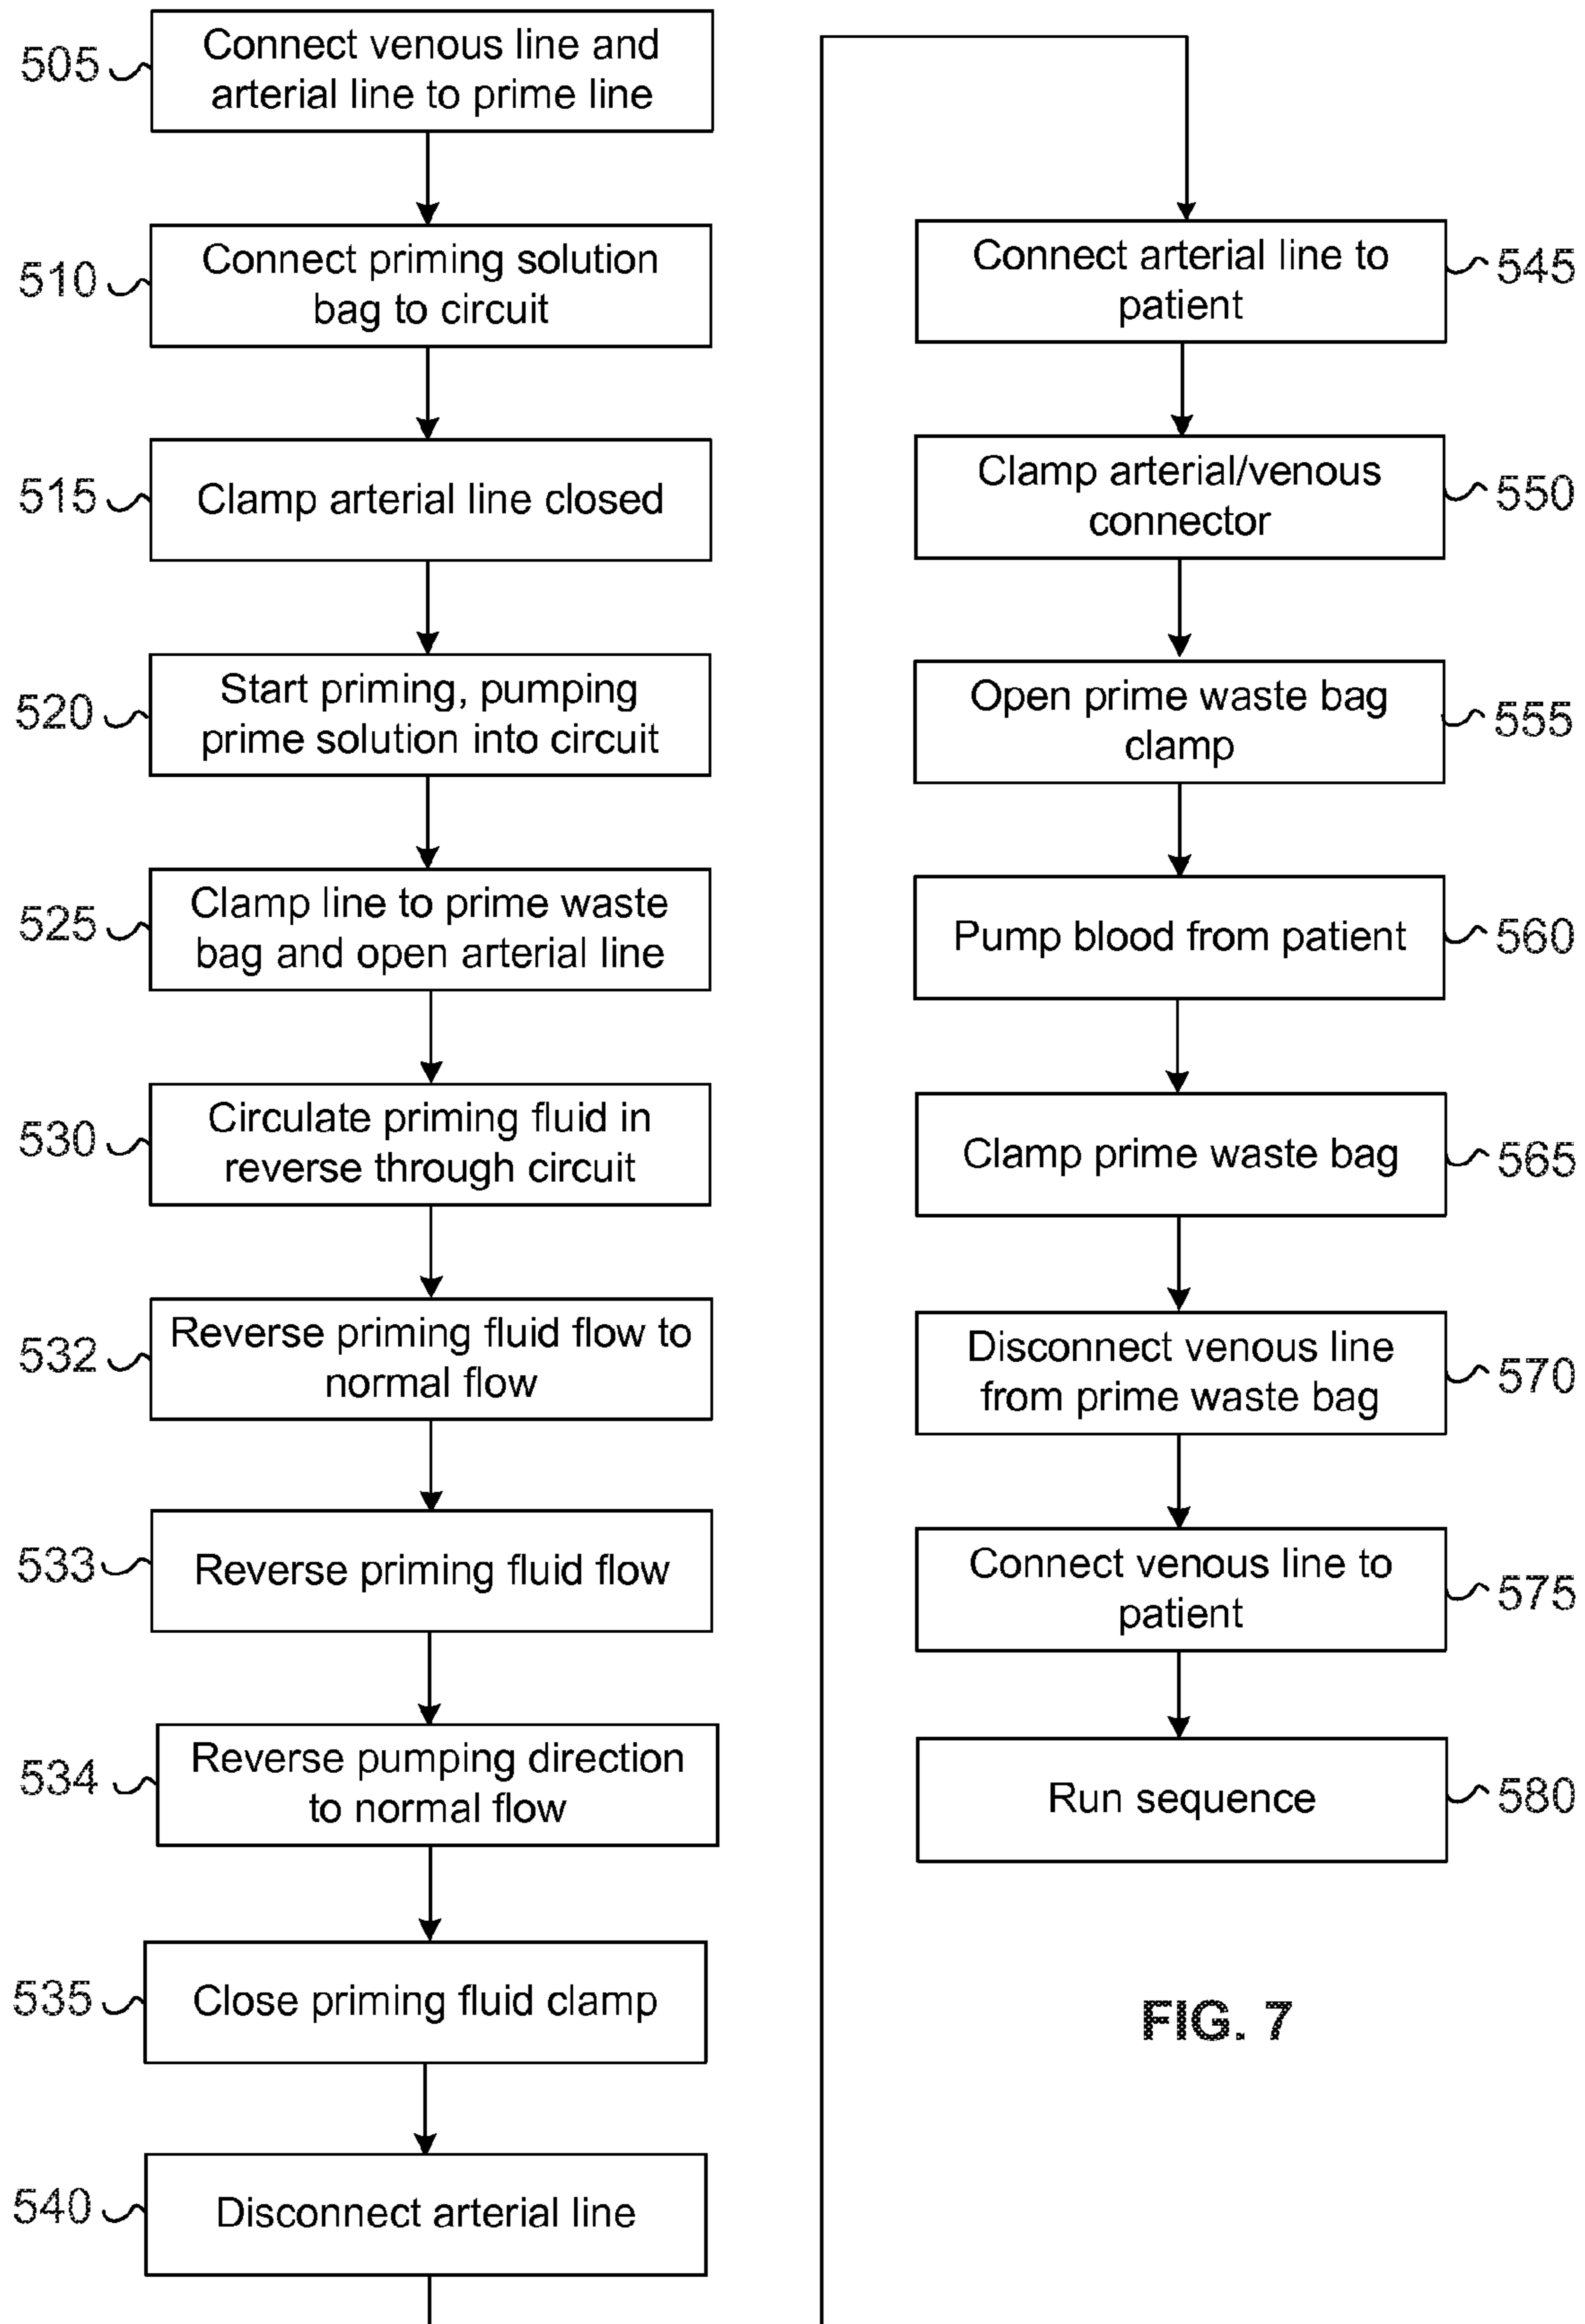 505
Connect venous line and
arterial line to prime line
510
Connect priming solution
bag to circuit
515
Clamp arterial line closed
520
Start priming, pumping
prime solution into circuit
525
Clamp line to prime waste
bag and open arterial line
530
Circulate priming fluid in
reverse through circuit
532
Reverse priming fluid flow to
normal flow
533
Reverse priming fluid flow
534
Reverse pumping direction
to normal flow
535
Close priming fluid clamp
540
Disconnect arterial line
Connect arterial line to
patient
545
Clamp arterial/venous
connector
550
Open prime waste bag
clamp
555
Pump blood from patient
560
Clamp prime waste bag
565
Disconnect venous line
from prime waste bag
570
Connect venous line to
patient
575
Run sequence
580
FIG. 7